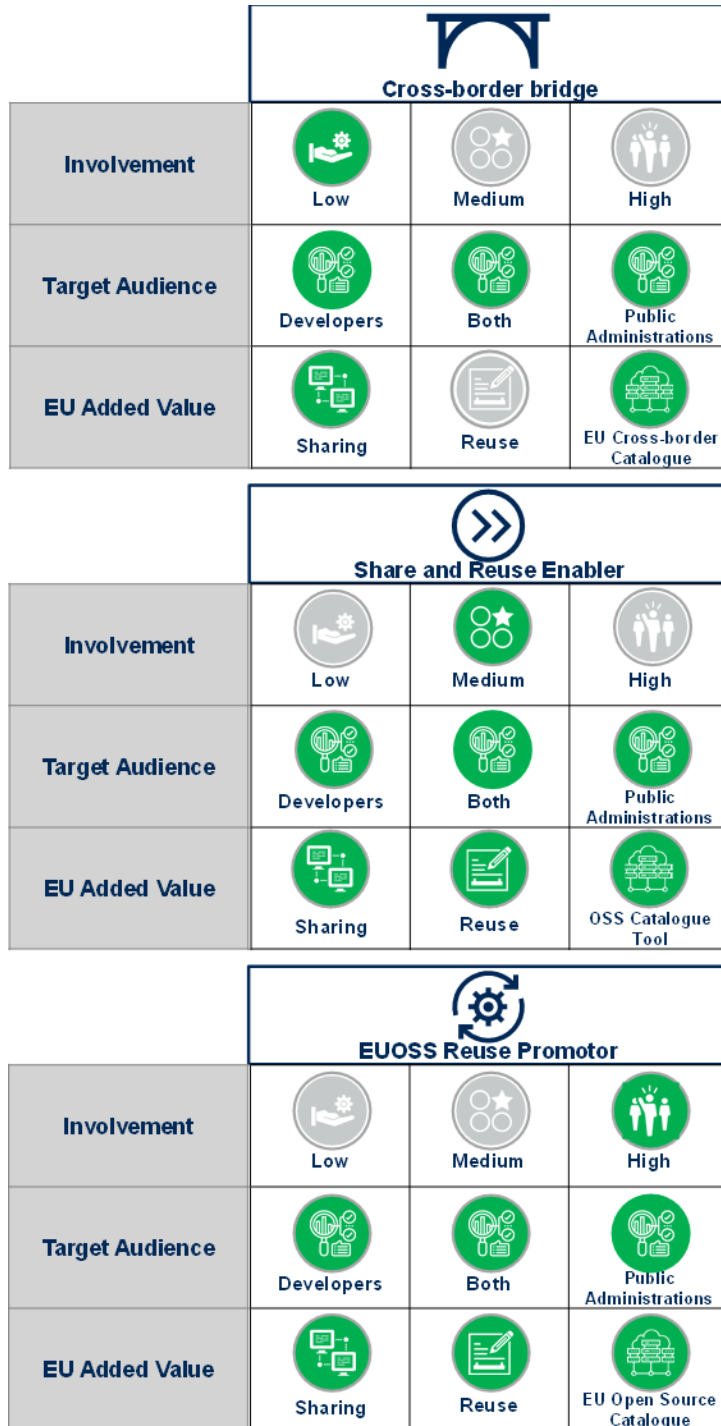 Cross-border bridge
Involvement
Low
Medium
High
Target Audience
Developers
Both
Public
Administrations
EU Added Value
Sharing
Reuse
EU Cross-border
Catalogue
Share and Reuse Enabler
Involvement
Low
Medium
High
Target Audience
Developers
Both
Public
Administrations
EU Added Value
Sharing
Reuse
OSS Catalogue
Tool
EUOSS Reuse Promotor
Involvement
Low
Medium
High
Target Audience
Developers
Both
Public
Administrations
EU Added Value
Sharing
Reuse
EU Open Source
Catalogue